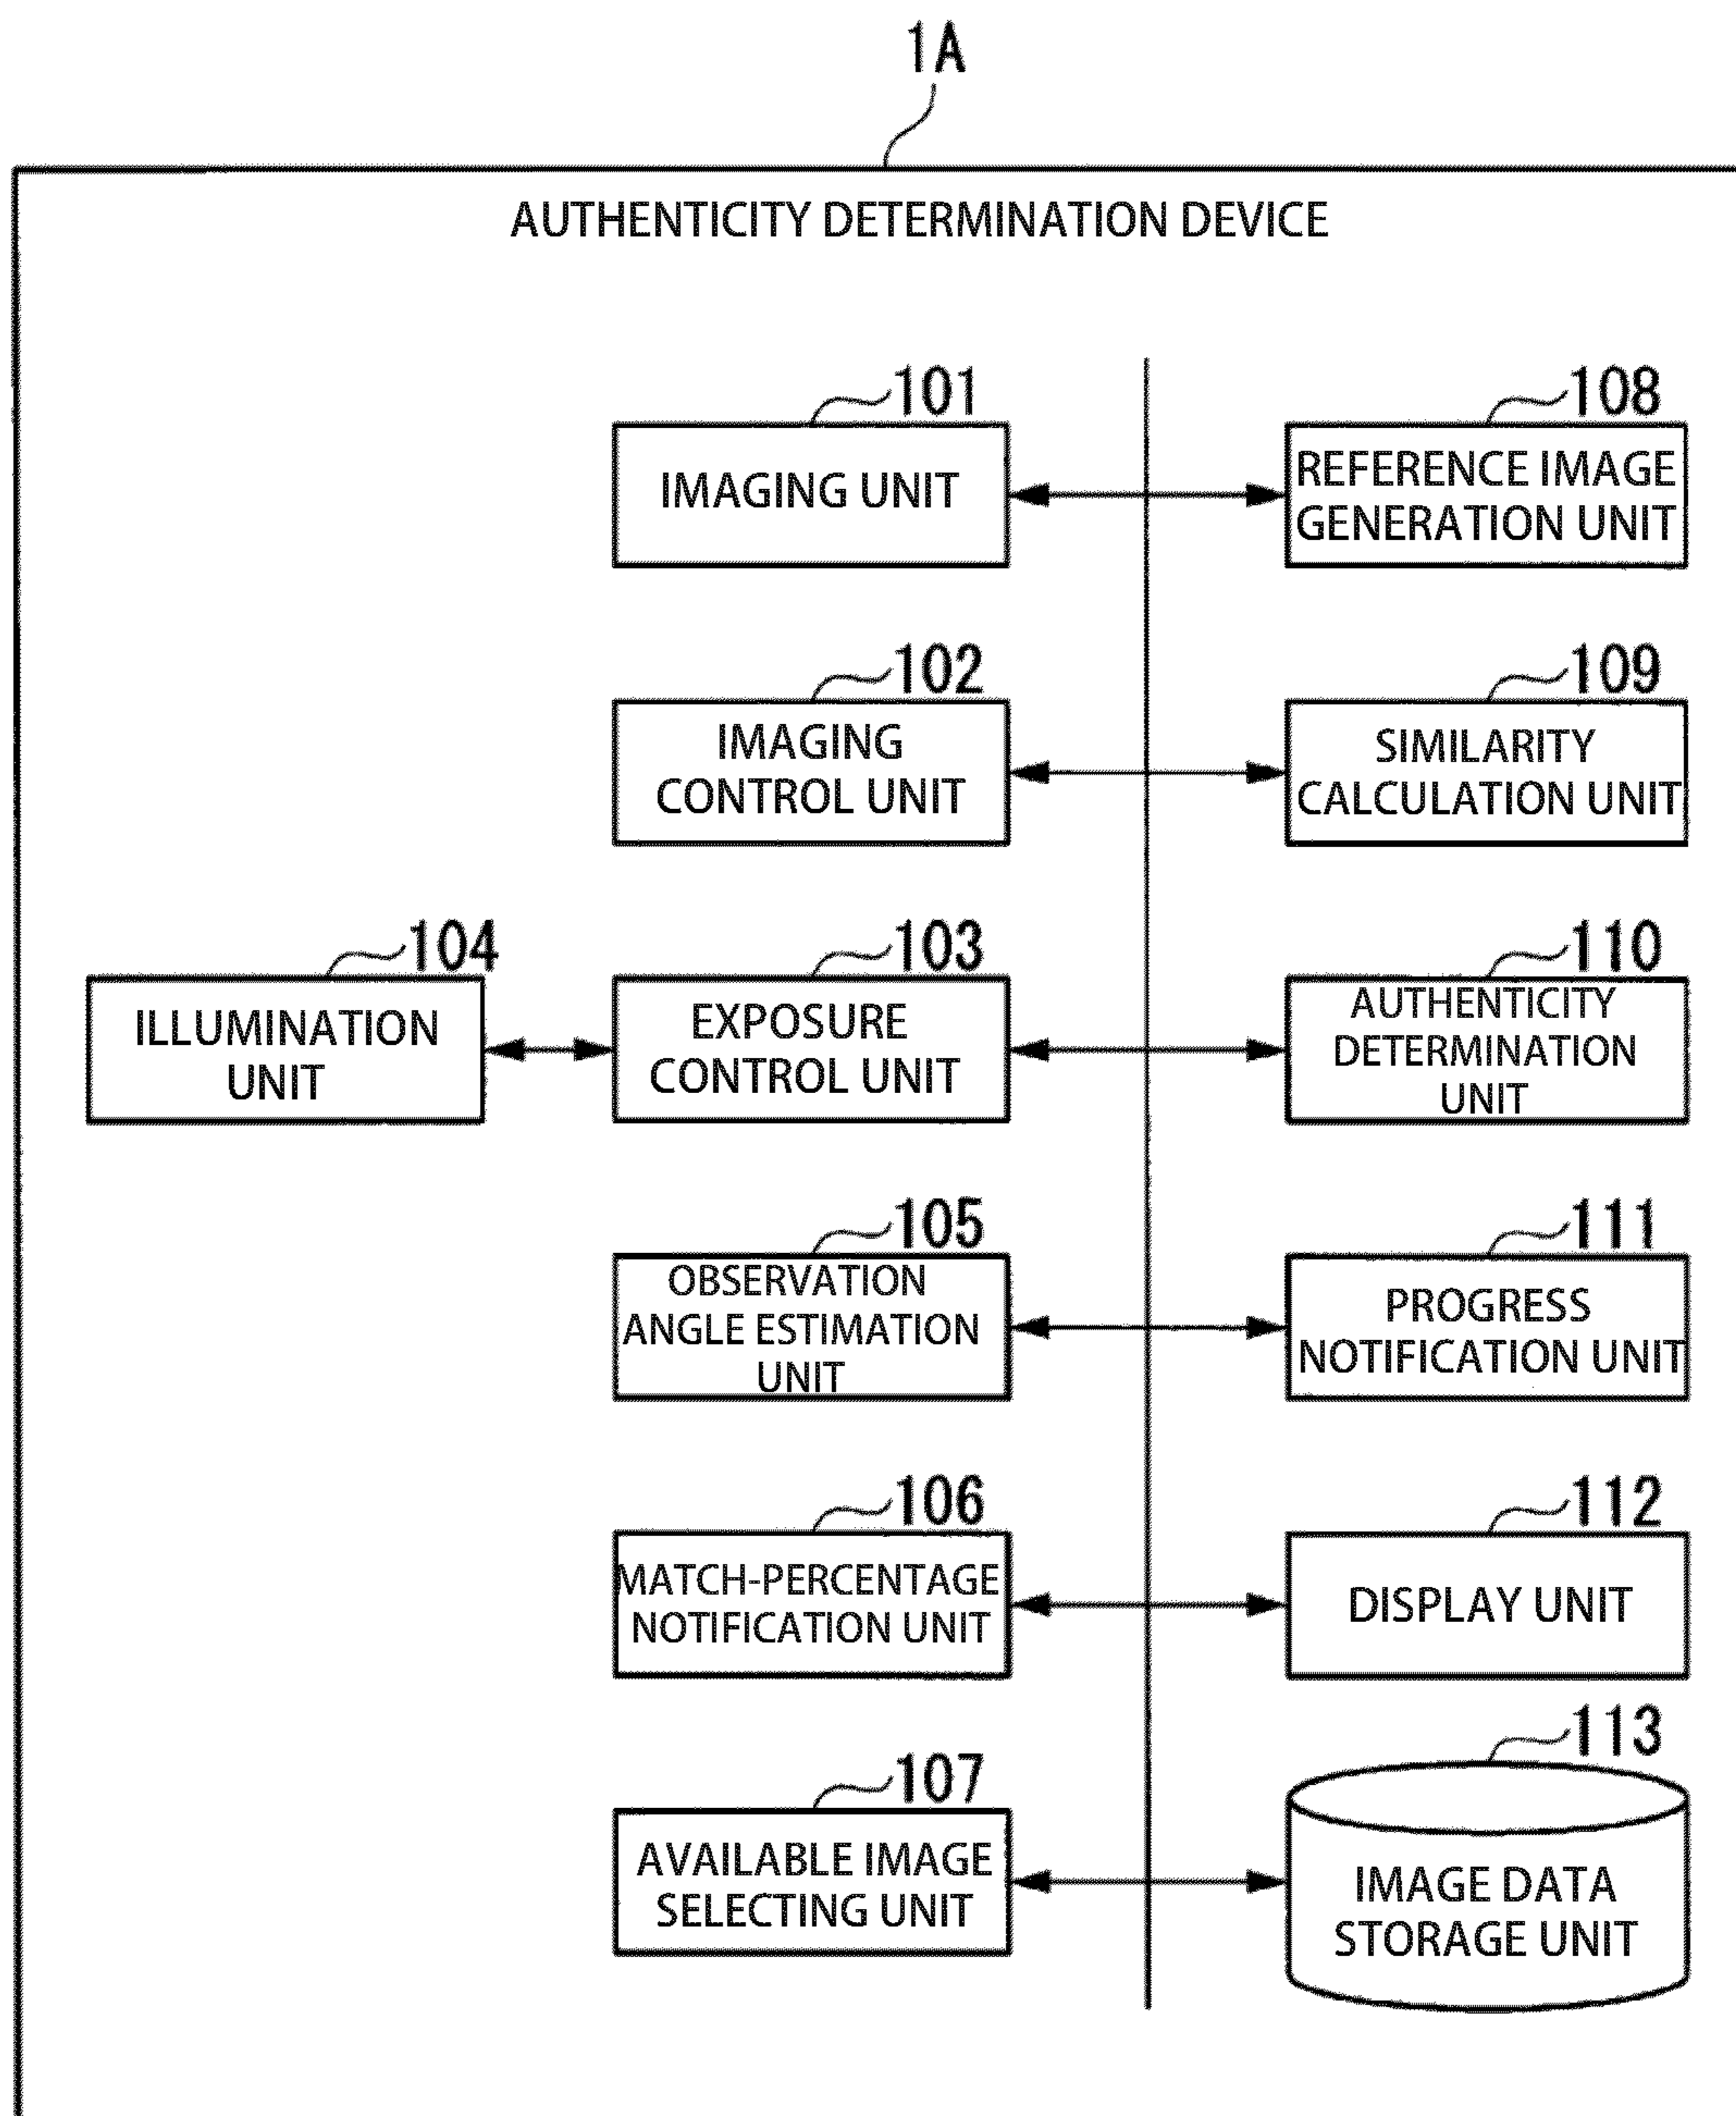 1A
AUTHENTICITY DETERMINATION DEVICE
101
IMAGING UNIT
108
REFERENCE IMAGE
GENERATION UNIT
102
IMAGING
CONTROL UNIT
109
SIMILARITY
CALCULATION UNIT
104
ILLUMINATION
UNIT
103
EXPOSURE
CONTROL UNIT
110
AUTHENTICITY
DETERMINATION
UNIT
105
OBSERVATION
ANGLE ESTIMATION
UNIT
111
PROGRESS
NOTIFICATION UNIT
106
MATCH-PERCENTAGE
NOTIFICATION UNIT
112
DISPLAY UNIT
107
AVAILABLE IMAGE
SELECTING UNIT
113
IMAGE DATA
STORAGE UNIT